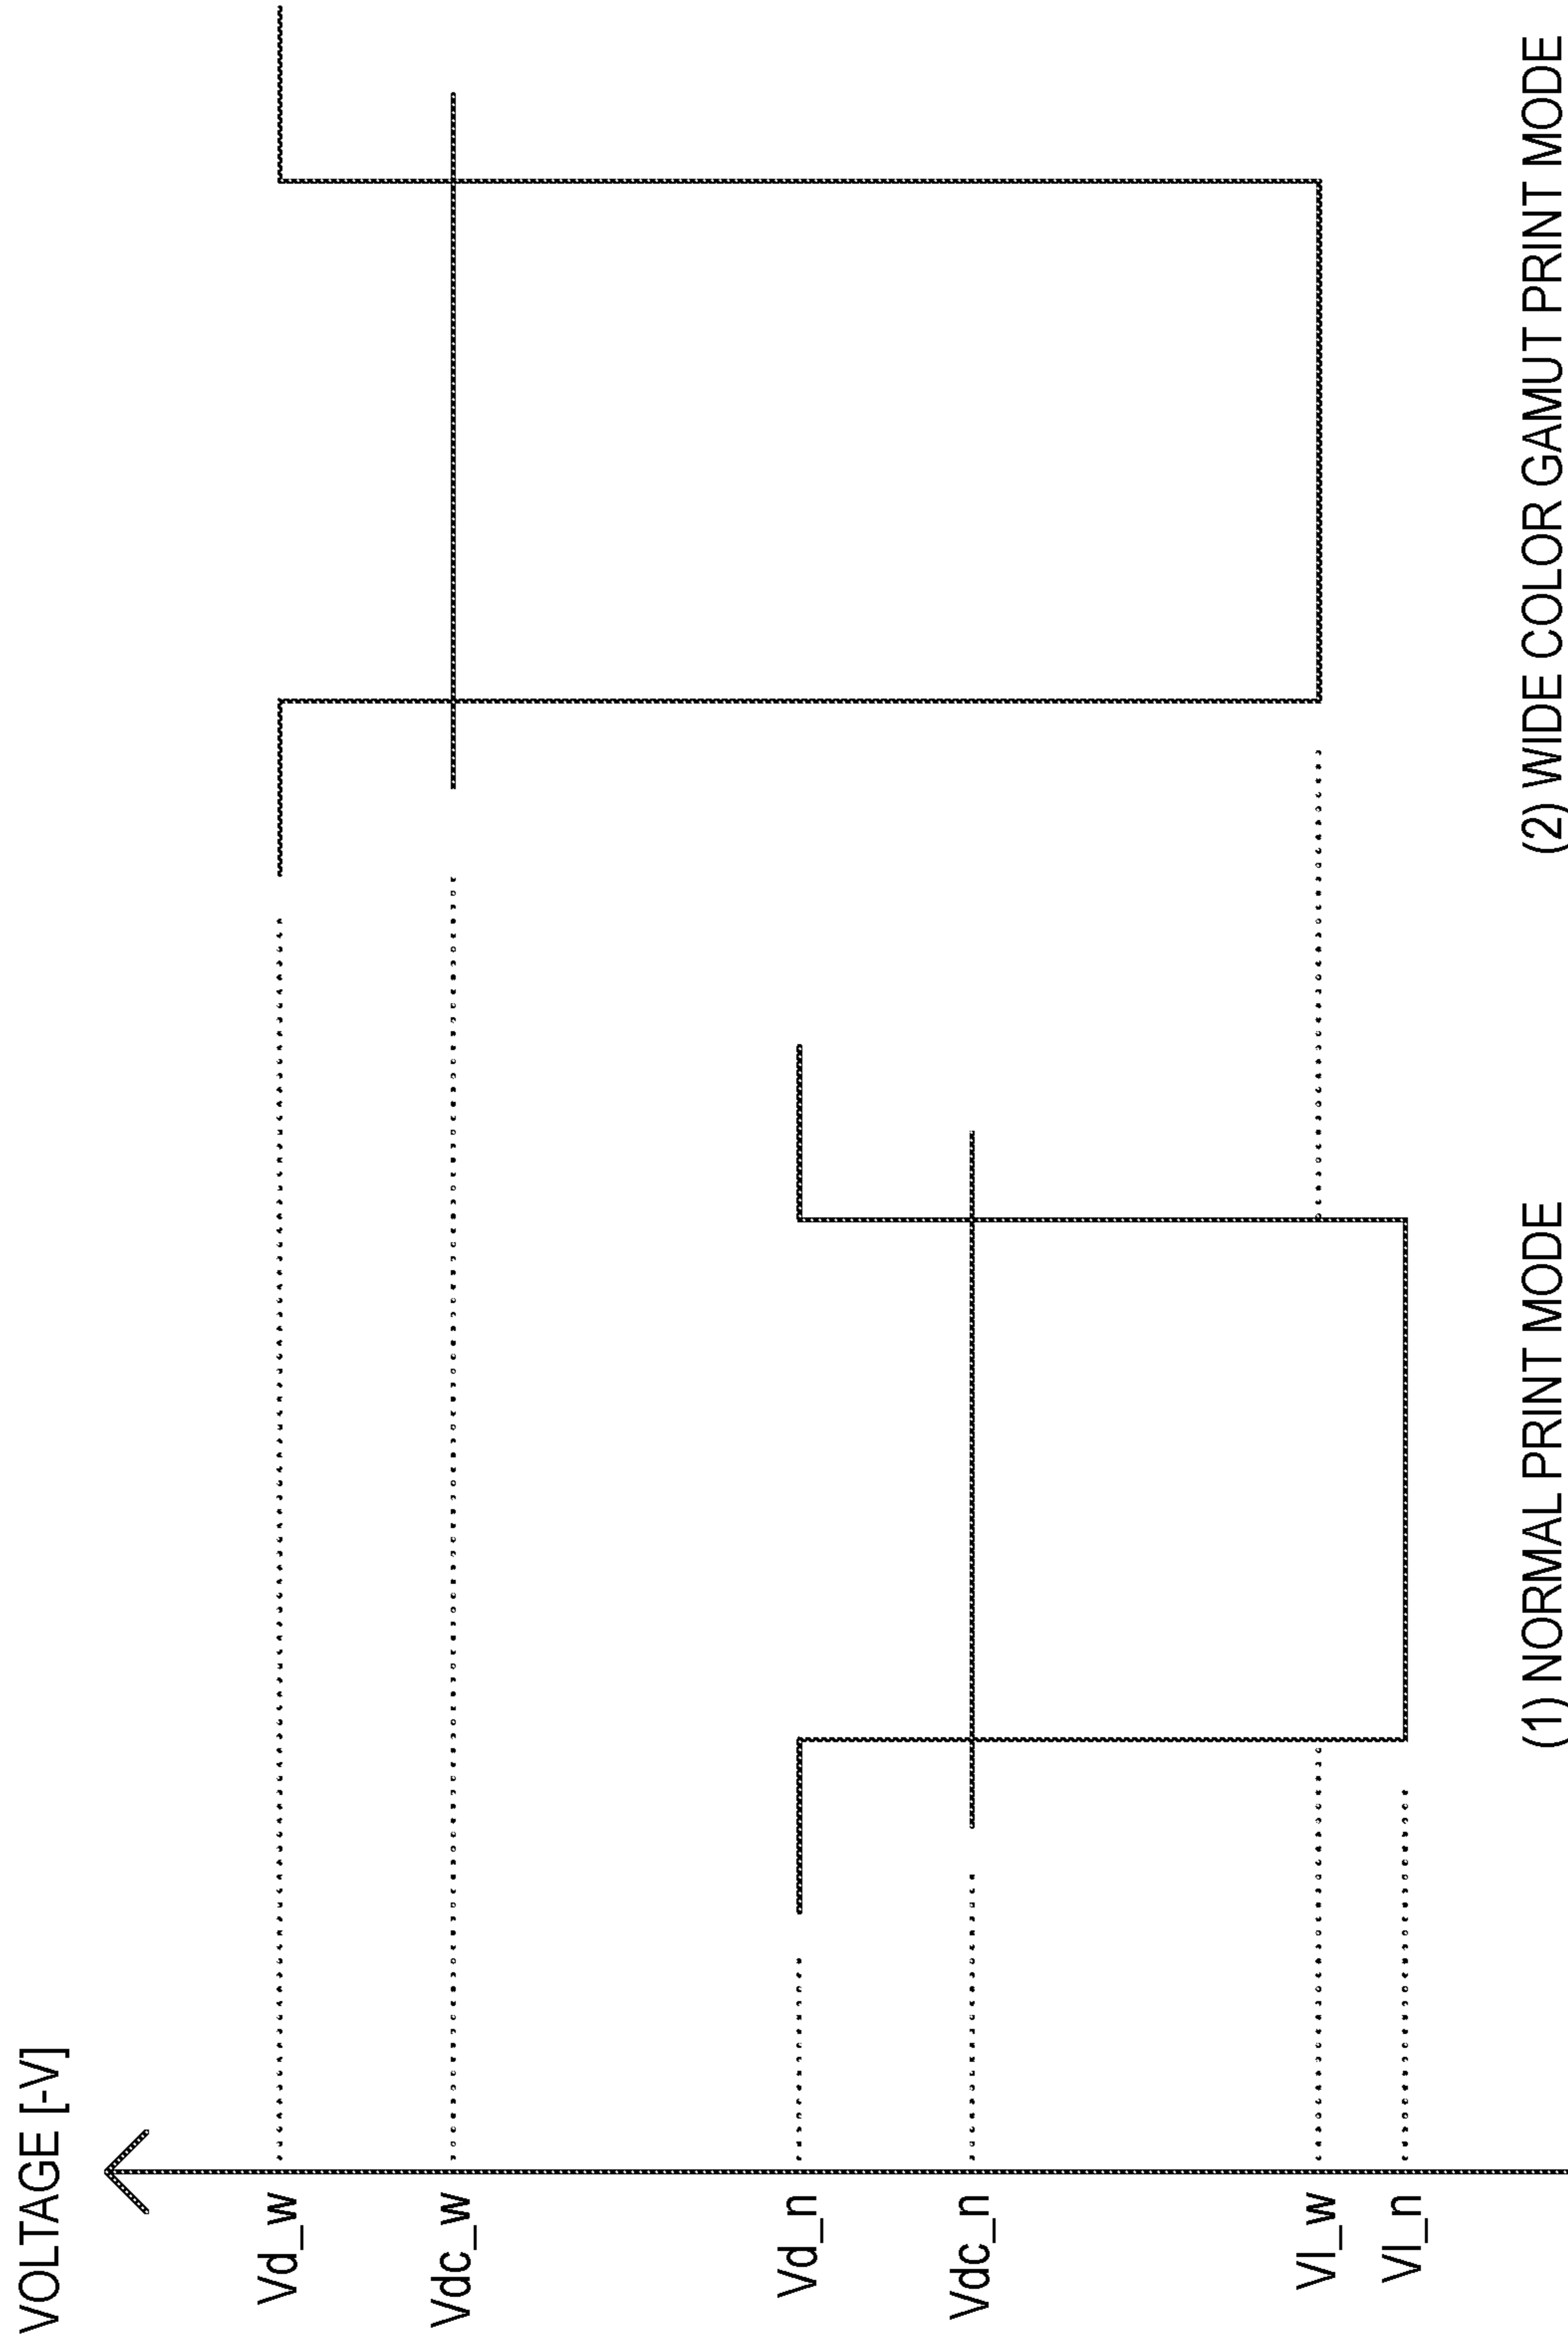 VOLTAGE [-V]
Vd_w
Vdc_w
Vd_n
Vdc_n
Vl_w
Vl_n
(1) NORMAL PRINT MODE
(2) WIDE COLOR GAMUT PRINT MODE